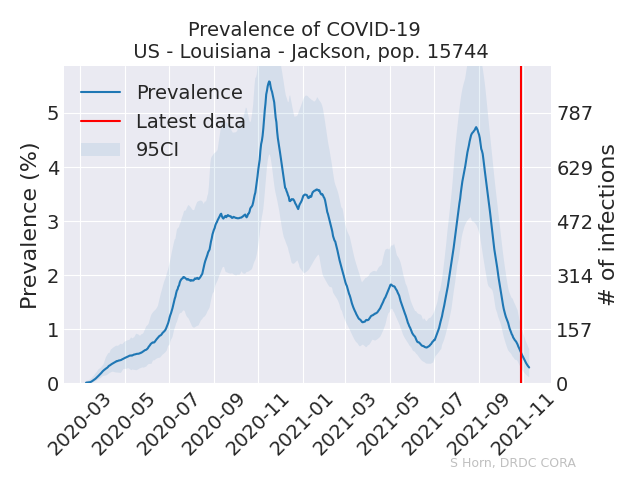 Prevalence of COVID-19
US - Louisiana - Jackson, pop. 15744
Prevalence
Latest data
95CI
Prevalence (%)
5
4
3
2
1
0
787
629
472
314
157
0
# of infections
2020-03
2020-05
2020-07
2020-09
2020-11
2021-01
2021-03
2021-05
2021-07
2021-09
2021-11
S Horn, DRDC CORA